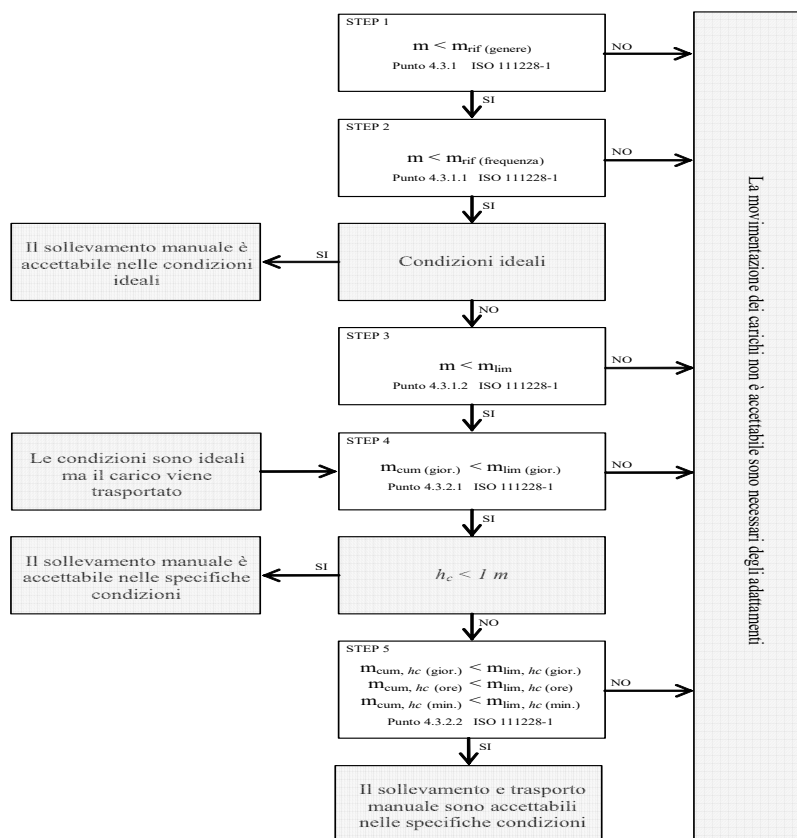 STEP 1
m < mrif (genere)
Punto 4.3.1 ISO 111228-1
NO
SI
STEP 2
m < mrif (frequenza)
Punto 4.3.1.1 ISO 111228-1
NO
SI
Il sollevamento manuale è
accettabile nelle condizioni
ideali
SI
Condizioni ideali
NO
STEP 3
m < mlim
Punto 4.3.1.2 ISO 111228-1
NO
SI
Le condizioni sono ideali
ma il carico viene
trasportato
STEP 4
mcum (gior.) < mlim (gior.)
Punto 4.3.2.1 ISO 111228-1
NO
SI
Il sollevamento manuale è
accettabile nelle specifiche
condizioni
SI
hc < 1 m
NO
STEP 5
mcum, hc (gior.) < mlim, hc (gior.)
mcum, hc (ore) < mlim, hc (ore)
mcum, hc (min.) < mlim, hc (min.)
Punto 4.3.2.2 ISO 111228-1
NO
SI
Il sollevamento e trasporto
manuale sono accettabili
nelle specifiche condizioni
La movimentazione dei carichi non è accettabile sono necessari degli adattamenti